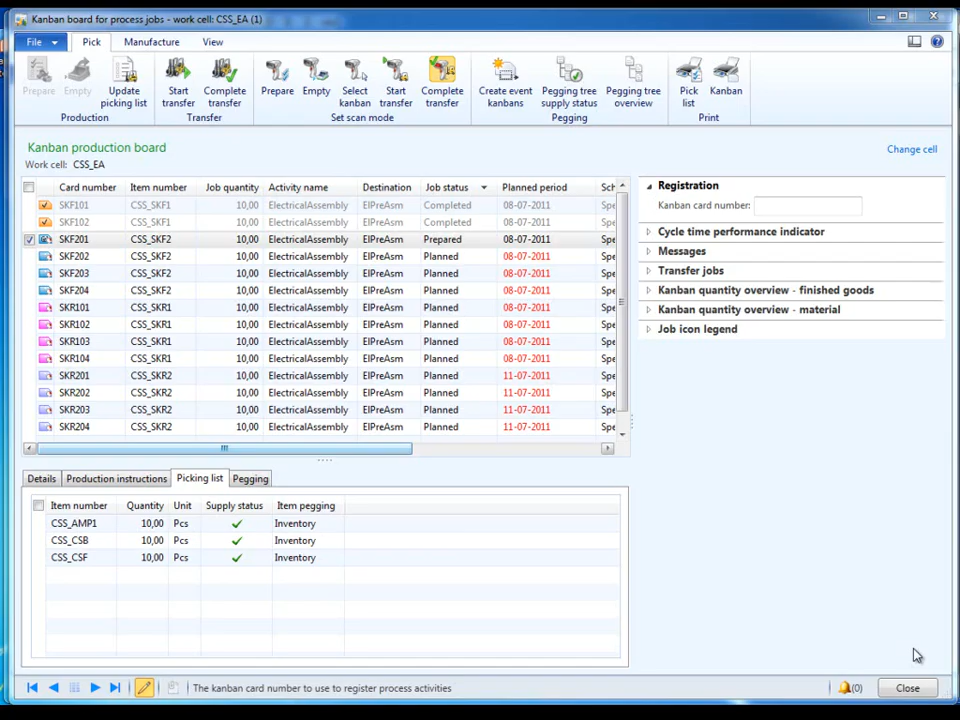 Kanban board for process jobs - work cell: CSS_EA (1)
File Pick Manufacture View
Prepare Empty Update picking list Start transfer Complete transfer Prepare Empty Select kanban Start transfer Complete transfer Create event kanbans Pegging tree supply status Pegging tree overview Pick list Kanban
Production Transfer Set scan mode Pegging Print
Kanban production board
Change cell
Work cell: CSS_EA
Card number Item number Job quantity Activity name Destination Job status Planned period Sch
SKF101 CSS_SKF1 10,00 ElectricalAssembly ElPreAsm Completed 08-07-2011 Spe
SKF102 CSS_SKF1 10,00 ElectricalAssembly ElPreAsm Completed 08-07-2011 Spe
SKF201 CSS_SKF2 10,00 ElectricalAssembly ElPreAsm Prepared 08-07-2011 Spe
SKF202 CSS_SKF2 10,00 ElectricalAssembly ElPreAsm Planned 08-07-2011 Spe
SKF203 CSS_SKF2 10,00 ElectricalAssembly ElPreAsm Planned 08-07-2011 Spe
SKF204 CSS_SKF2 10,00 ElectricalAssembly ElPreAsm Planned 08-07-2011 Spe
SKR101 CSS_SKR1 10,00 ElectricalAssembly ElPreAsm Planned 08-07-2011 Spe
SKR102 CSS_SKR1 10,00 ElectricalAssembly ElPreAsm Planned 08-07-2011 Spe
SKR103 CSS_SKR1 10,00 ElectricalAssembly ElPreAsm Planned 08-07-2011 Spe
SKR104 CSS_SKR1 10,00 ElectricalAssembly ElPreAsm Planned 08-07-2011 Spe
SKR201 CSS_SKR2 10,00 ElectricalAssembly ElPreAsm Planned 11-07-2011 Spe
SKR202 CSS_SKR2 10,00 ElectricalAssembly ElPreAsm Planned 11-07-2011 Spe
SKR203 CSS_SKR2 10,00 ElectricalAssembly ElPreAsm Planned 11-07-2011 Spe
SKR204 CSS_SKR2 10,00 ElectricalAssembly ElPreAsm Planned 11-07-2011 Spe
Registration
Kanban card number:
Cycle time performance indicator
Messages
Transfer jobs
Kanban quantity overview - finished goods
Kanban quantity overview - material
Job icon legend
Details Production instructions Picking list Pegging
Item number Quantity Unit Supply status Item pegging
CSS_AMP1 10,00 Pcs Inventory
CSS_CSB 10,00 Pcs Inventory
CSS_CSF 10,00 Pcs Inventory
The kanban card number to use to register process activities
(0)
Close